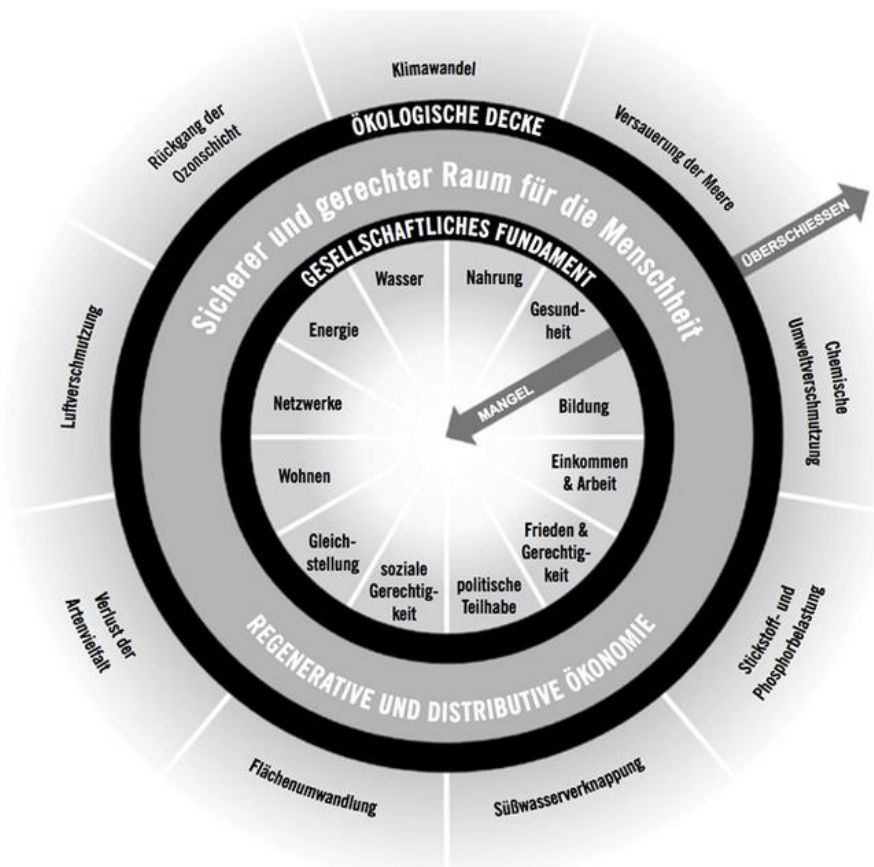 Klimawandel
Versauerung der Meere
ÜBERSCHIESSEN
Chemische
Umweltverschmutzung
Stickstoff- und
Phosphorbelastung
Süßwasserverknappung
Flächenumwandlung
Verlust der
Artenvielfalt
Luftverschmutzung
Rückgang der
Ozonschicht
ÖKOLOGISCHE DECKE
Sicherer und gerechter Raum für die Menschheit
GESELLSCHAFTLICHES FUNDAMENT
Wasser
Nahrung
Gesund-
heit
MANGEL
Bildung
Einkommen
& Arbeit
Frieden &
Gerechtig-
keit
politische
Teilhabe
soziale
Gerechtig-
keit
Gleich-
stellung
Wohnen
Netzwerke
Energie
REGENERATIVE UND DISTRIBUTIVE ÖKONOMIE